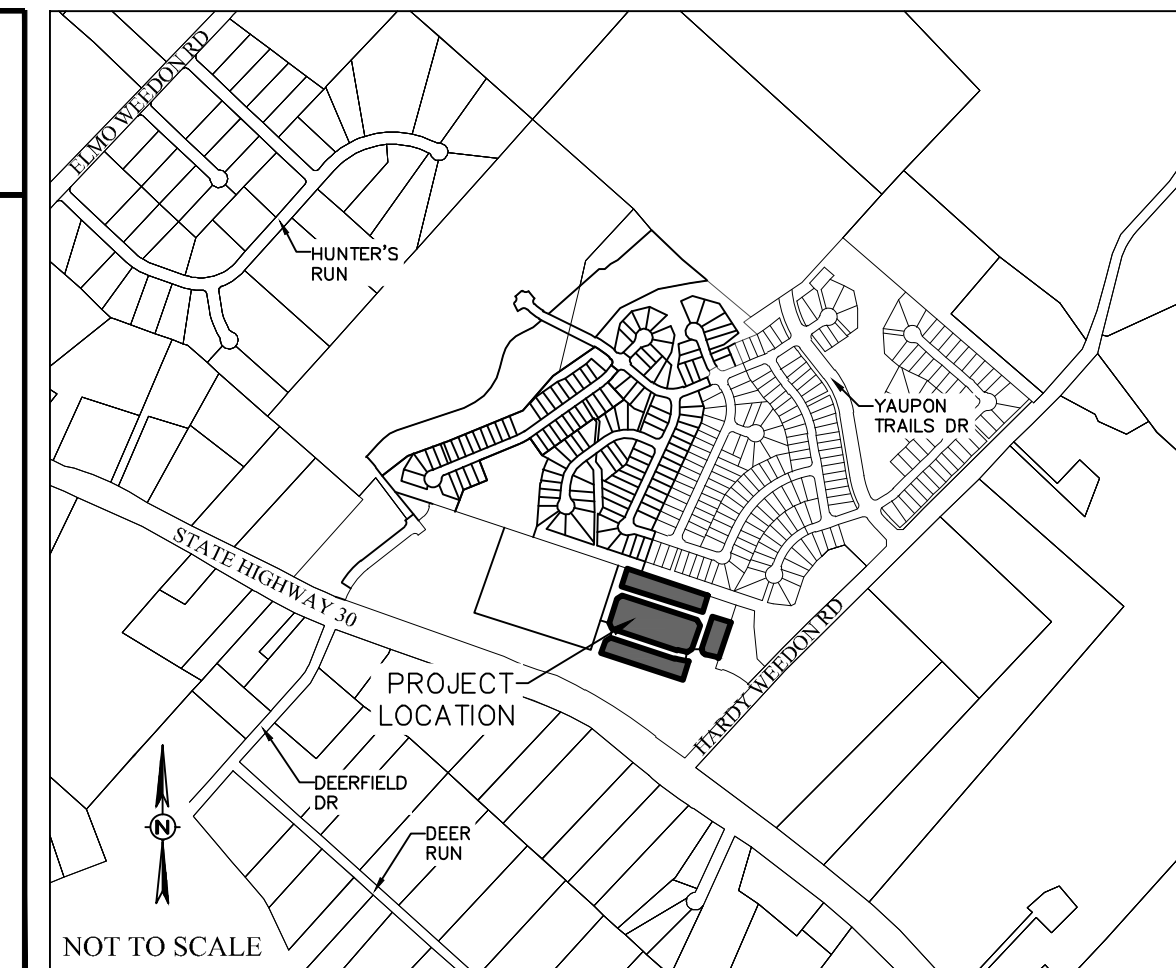 ELMO WEEDON RD
HUNTER'S
RUN
YAUPON
TRAILS DR
STATE HIGHWAY 30
HARDY WEEDON RD
PROJECT
LOCATION
DEERFIELD
DR
DEER
RUN
N
NOT TO SCALE